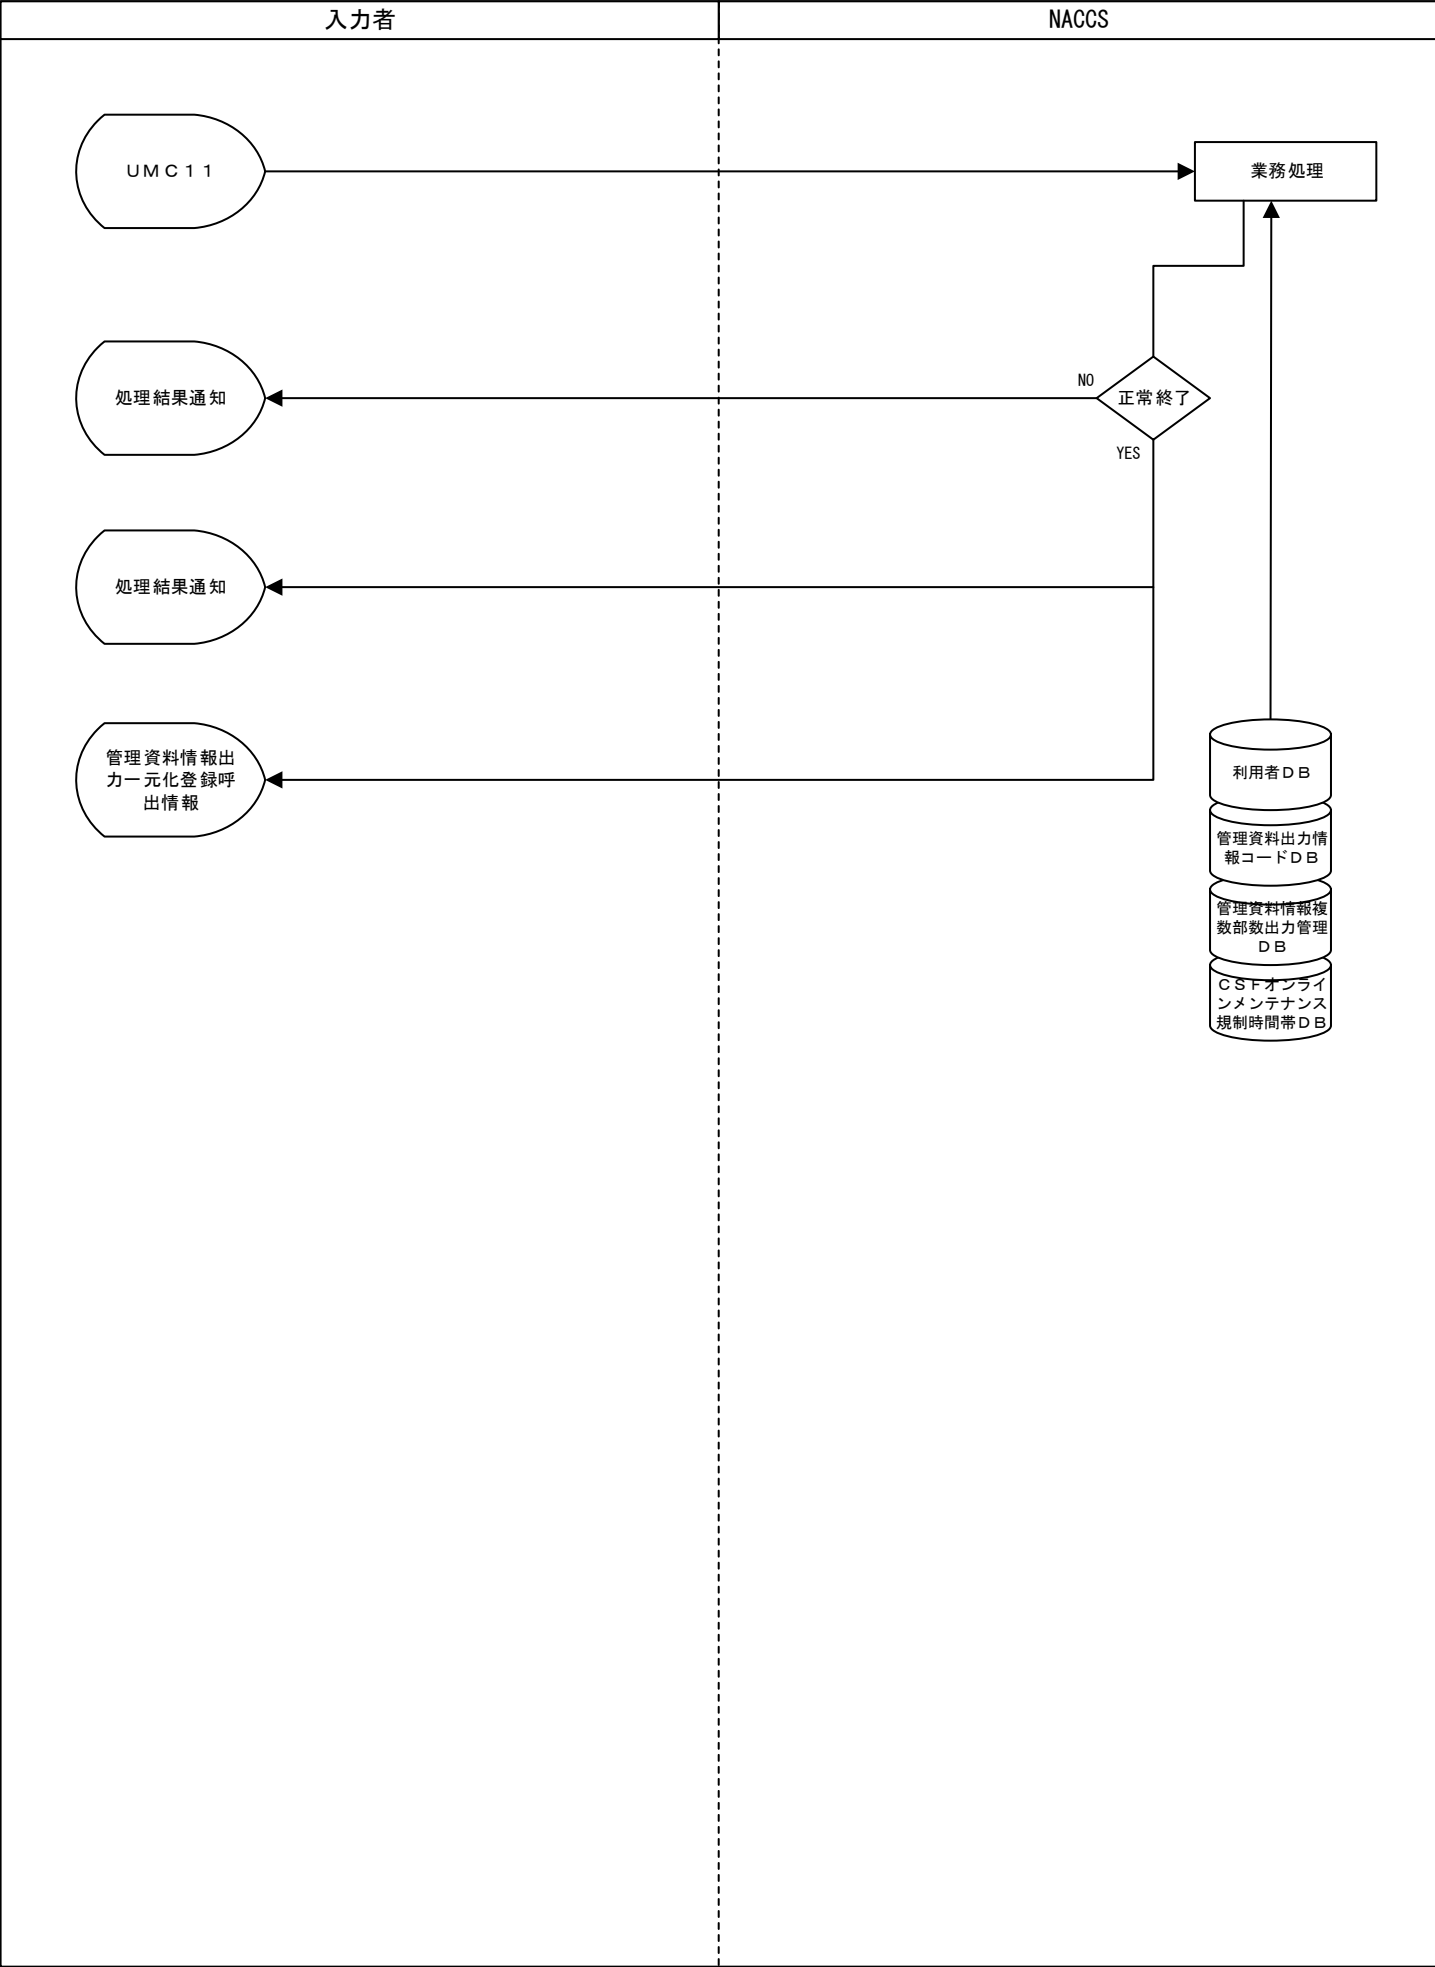 入力者
NACCS
ＵＭＣ１１
業務処理
処理結果通知
NO
正常終了
YES
処理結果通知
管理資料情報出
力一元化登録呼
出情報
利用者ＤＢ
管理資料出力情
報コードＤＢ
管理資料情報複
数部数出力管理
ＤＢ
ＣＳＦオンライ
ンメンテナンス
規制時間帯ＤＢ